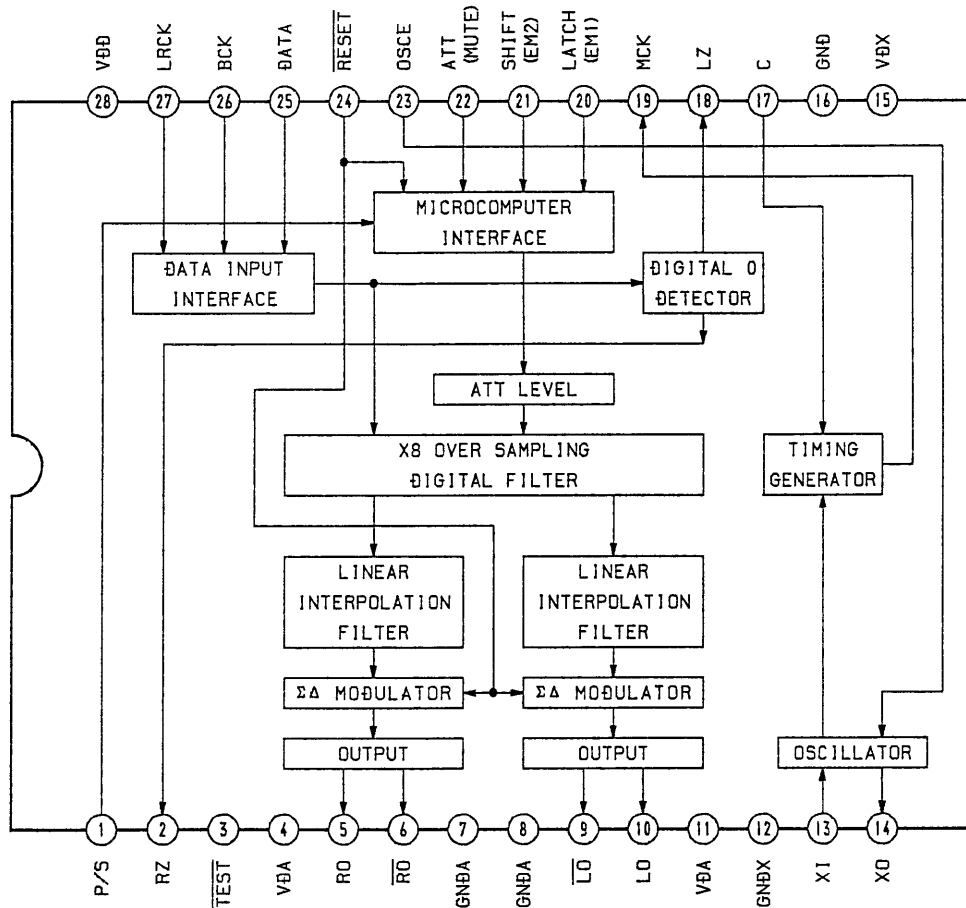 VDD
LRCK
BCK
DATA
RESET
OSCE
ATT
(MUTE)
SHIFT
(EM2)
LATCH
(EM1)
MCK
LZ
C
GND
VDX
28
27
26
25
24
23
22
21
20
19
18
17
16
15
MICROCOMPUTER
INTERFACE
DATA INPUT
INTERFACE
DIGITAL 0
DETECTOR
ATT LEVEL
X8 OVER SAMPLING
DIGITAL FILTER
TIMING
GENERATOR
LINEAR
INTERPOLATION
FILTER
LINEAR
INTERPOLATION
FILTER
ΣΔ MODULATOR
ΣΔ MODULATOR
OUTPUT
OUTPUT
OSCILLATOR
1
2
3
4
5
6
7
8
9
10
11
12
13
14
P/S
RZ
TEST
VDA
RO
RO
GNDA
GNDA
LO
LO
VDA
GNDX
XI
XO